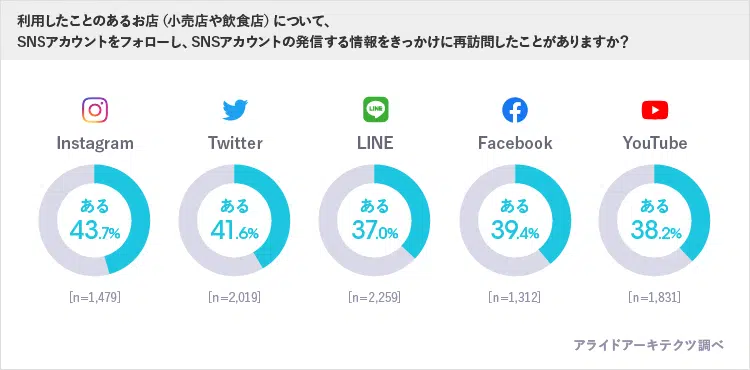 利用したことのあるお店（小売店や飲食店）について、
SNSアカウントをフォローし、SNSアカウントの発信する情報をきっかけに再訪問したことがありますか？
LINE
Instagram Twitter LINE Facebook YouTube
ある ある ある ある ある
43.7% 41.6% 37.0% 39.4% 38.2%
[n=1,479] [n=2,019] [n=2,259] [n=1,312] [n=1,831]
アライドアーキテクツ調べ